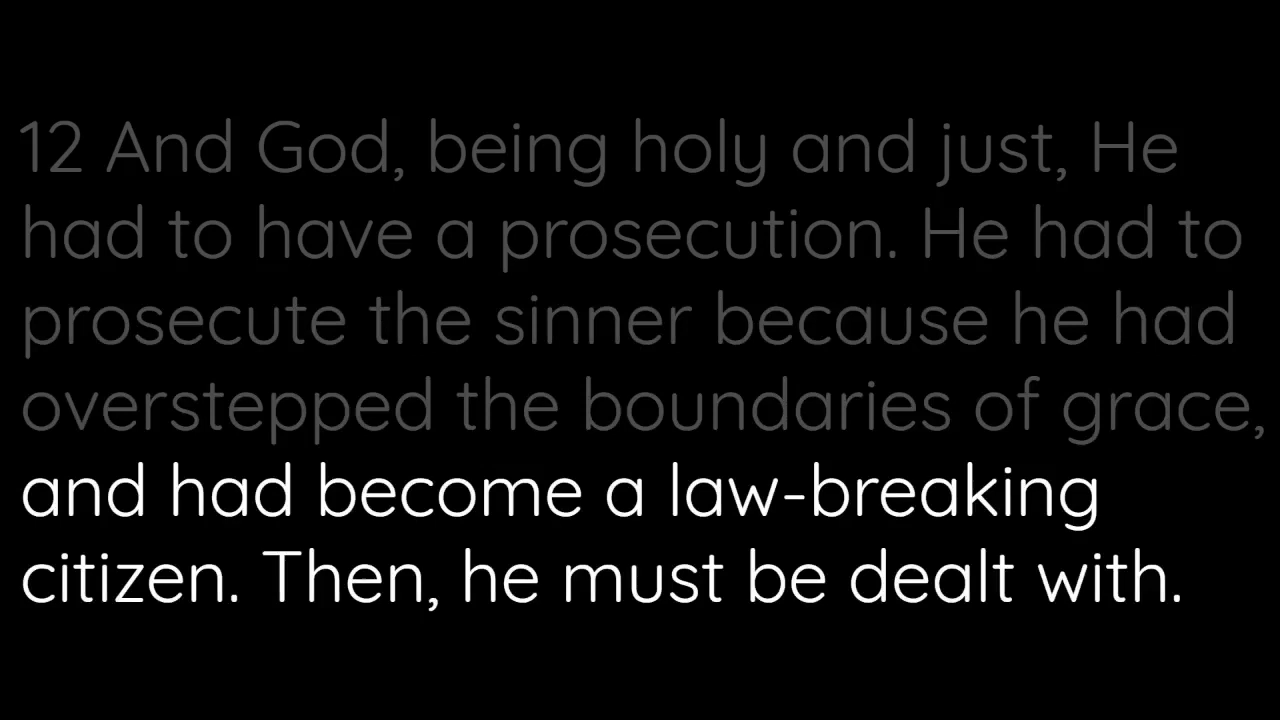 12 And God, being holy and just, He
had to have a prosecution. He had to
prosecute the sinner because he had
overstepped the boundaries of grace,
and had become a law-breaking
citizen. Then, he must be dealt with.